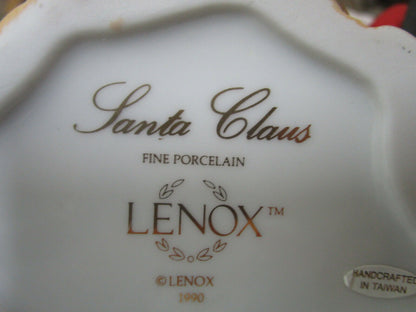 Santa Claus
FINE PORCELAIN
LENOX™
© LENOX
1990
HANDCRAFTED
IN TAIWAN